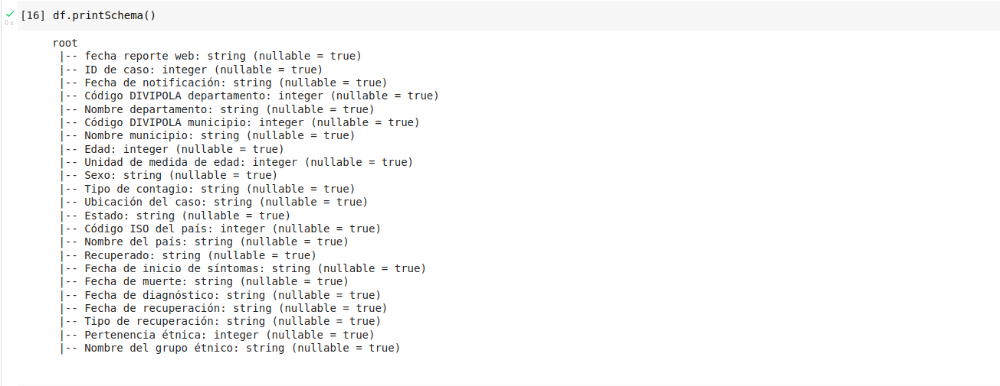 [16] df.printSchema()
0 s
root
|-- fecha reporte web: string (nullable = true)
|-- ID de caso: integer (nullable = true)
|-- Fecha de notificación: string (nullable = true)
|-- Código DIVIPOLA departamento: integer (nullable = true)
|-- Nombre departamento: string (nullable = true)
|-- Código DIVIPOLA municipio: integer (nullable = true)
|-- Nombre municipio: string (nullable = true)
|-- Edad: integer (nullable = true)
|-- Unidad de medida de edad: integer (nullable = true)
|-- Sexo: string (nullable = true)
|-- Tipo de contagio: string (nullable = true)
|-- Ubicación del caso: string (nullable = true)
|-- Estado: string (nullable = true)
|-- Código ISO del país: integer (nullable = true)
|-- Nombre del país: string (nullable = true)
|-- Recuperado: string (nullable = true)
|-- Fecha de inicio de síntomas: string (nullable = true)
|-- Fecha de muerte: string (nullable = true)
|-- Fecha de diagnóstico: string (nullable = true)
|-- Fecha de recuperación: string (nullable = true)
|-- Tipo de recuperación: string (nullable = true)
|-- Pertenencia étnica: integer (nullable = true)
|-- Nombre del grupo étnico: string (nullable = true)